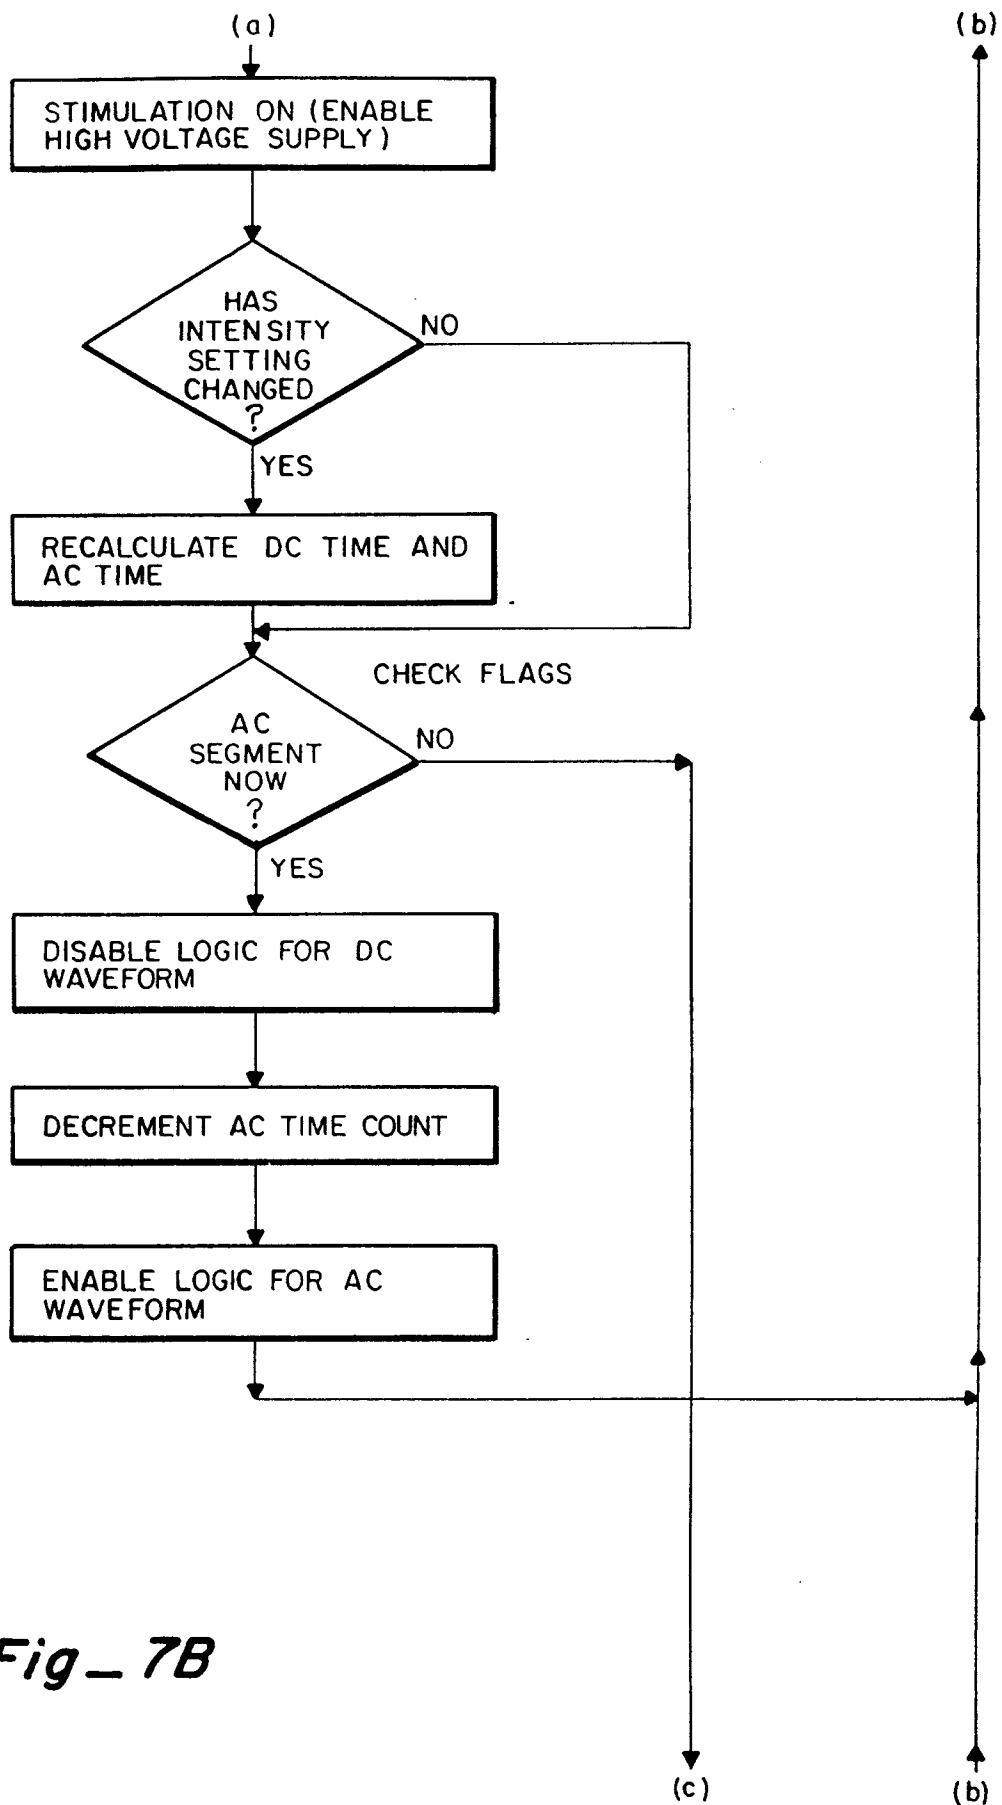 (a)
(b)
STIMULATION ON (ENABLE
HIGH VOLTAGE SUPPLY)
HAS
INTENSITY
SETTING
CHANGED
?
NO
YES
RECALCULATE DC TIME AND
AC TIME
CHECK FLAGS
AC
SEGMENT
NOW
?
NO
YES
DISABLE LOGIC FOR DC
WAVEFORM
DECREMENT AC TIME COUNT
ENABLE LOGIC FOR AC
WAVEFORM
Fig_7B
(c)
(b)